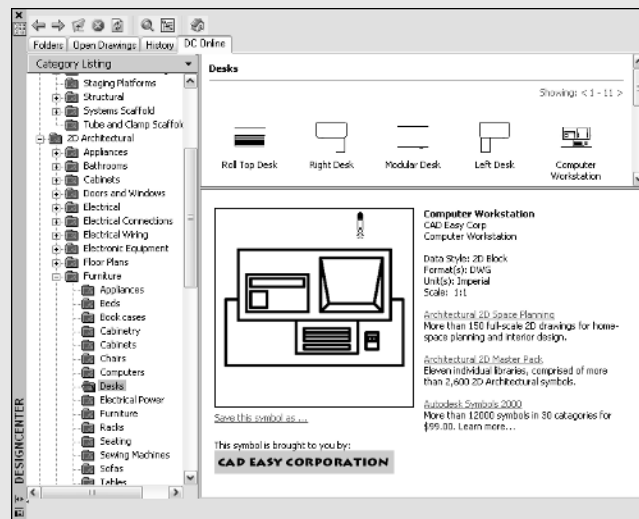 Folders
Open Drawings
History
DC Online
Category Listing
Staging Platforms
Structural
Systems Scaffold
Tube and Clamp Scaffol
2D Architectural
Appliances
Bathrooms
Cabinets
Doors and Windows
Electrical
Electrical Connections
Electrical Wiring
Electronic Equipment
Floor Plans
Furniture
Appliances
Beds
Book cases
Cabinetry
Cabinets
Chairs
Computers
Desks
Electrical Power
Furniture
Racks
Seating
Sewing Machines
Sofas
Tables
DESIGNCENTER
Desks
Showing: < 1 - 11 >
Roll Top Desk
Right Desk
Modular Desk
Left Desk
Computer
Workstation
Computer Workstation
CAD Easy Corp
Computer Workstation
Data Style: 2D Block
Format(s): DWG
Unit(s): Imperial
Scale: 1:1
Architectural 2D Space Planning
More than 150 full-scale 2D drawings for home-
space planning and interior design.
Architectural 2D Master Pack
Eleven individual libraries, comprised of more
than 2,600 2D Architectural symbols.
Autodesk Symbols 2000
More than 12000 symbols in 30 catagories for
$99.00. Learn more...
Save this symbol as ...
This symbol is brought to you by:
CAD EASY CORPORATION